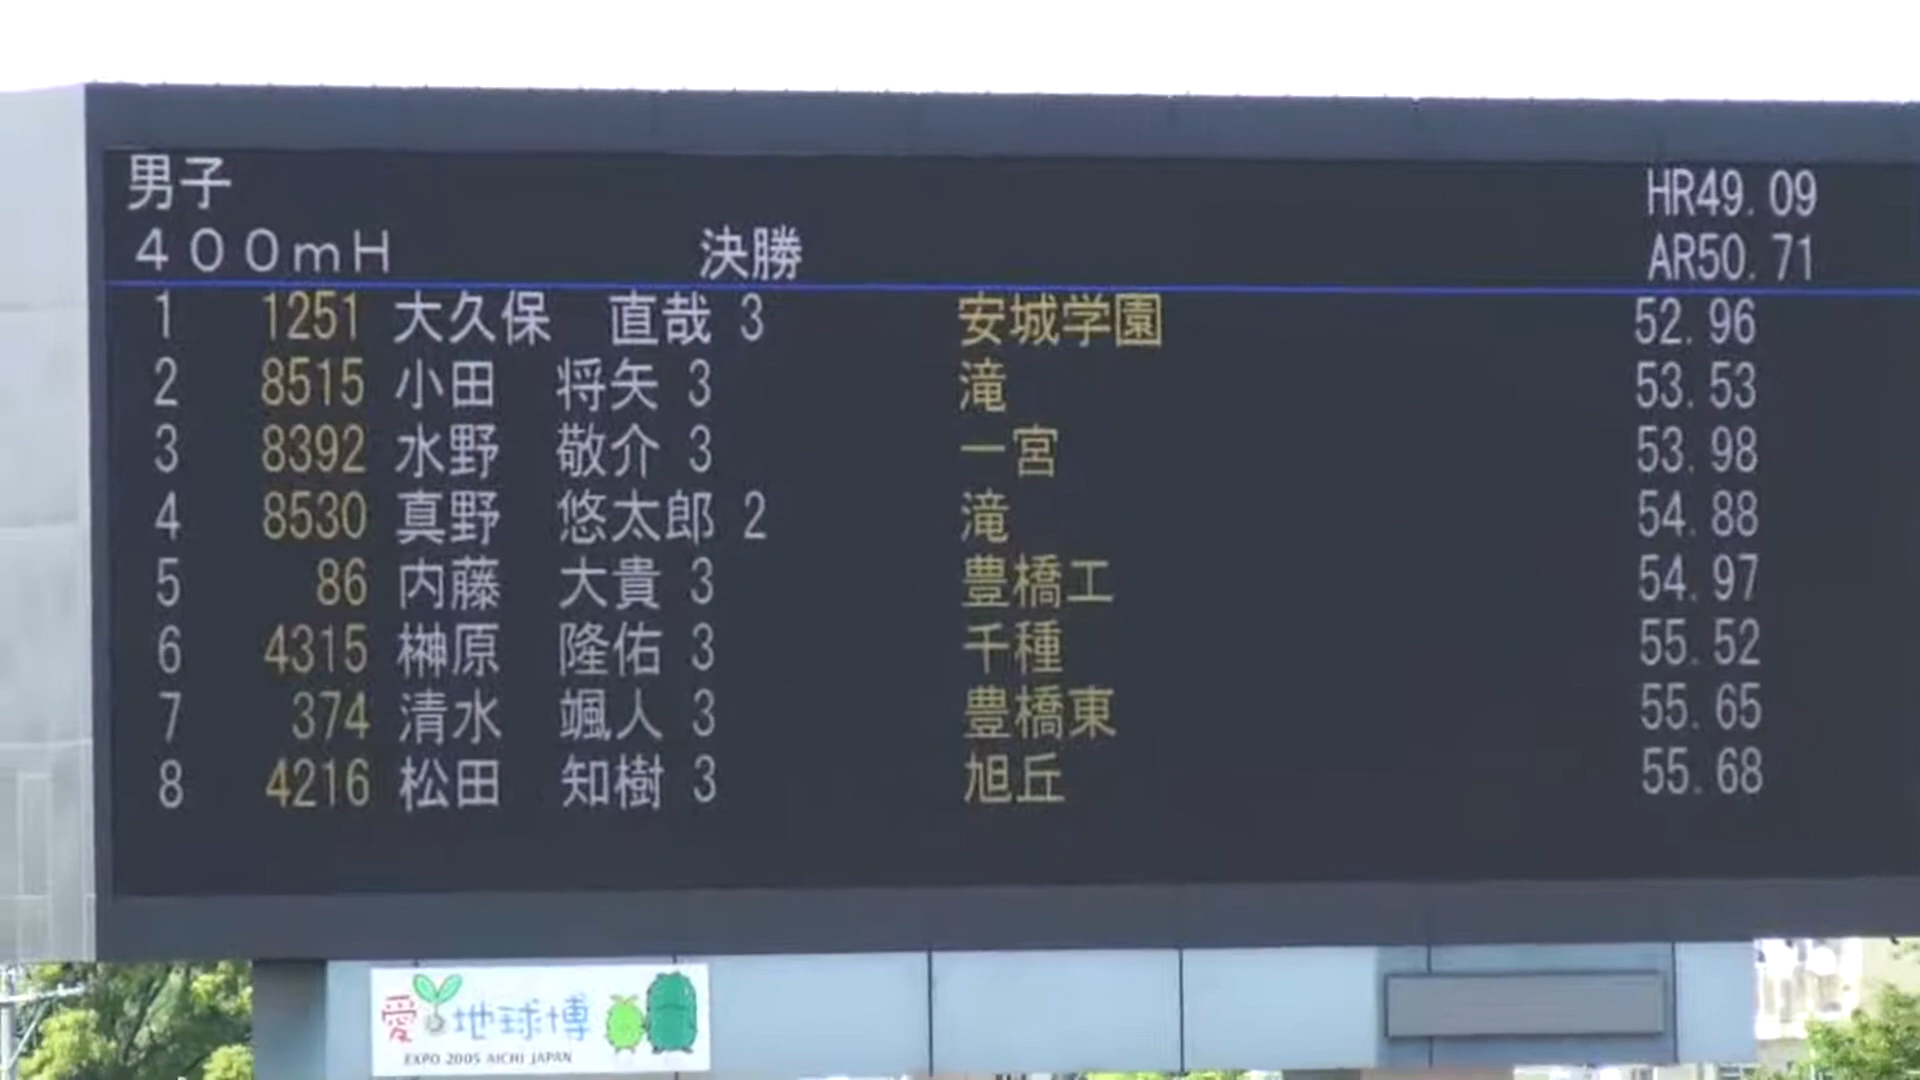 男子 HR49.09
400mH 決勝 AR50.71
1 1251 大久保 直哉 3 安城学園 52.96
2 8515 小田 将矢 3 滝 53.53
3 8392 水野 敬介 3 一宮 53.98
4 8530 真野 悠太郎 2 滝 54.88
5 86 内藤 大貴 3 豊橋工 54.97
6 4315 榊原 隆佑 3 千種 55.52
7 374 清水 颯人 3 豊橋東 55.65
8 4216 松田 知樹 3 旭丘 55.68
愛・地球博
EXPO 2005 AICHI JAPAN